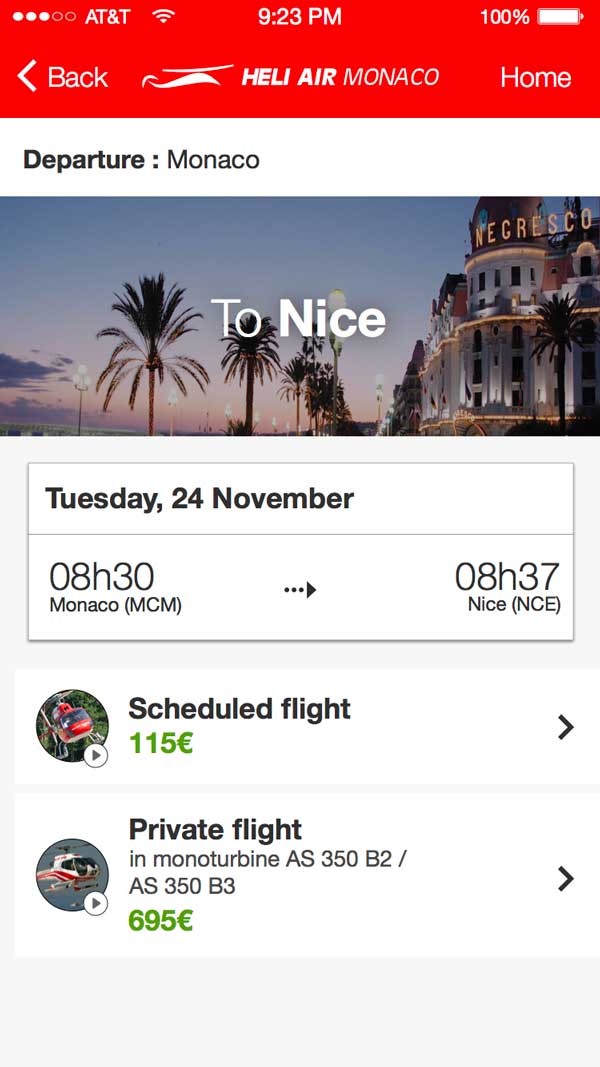 AT&T 9:23 PM 100%
Back HELI AIR MONACO Home
Departure : Monaco
NEGRESCO
To Nice
Tuesday, 24 November
08h30 08h37
Monaco (MCM) Nice (NCE)
Scheduled flight
115€
Private flight
in monoturbine AS 350 B2 /
AS 350 B3
695€